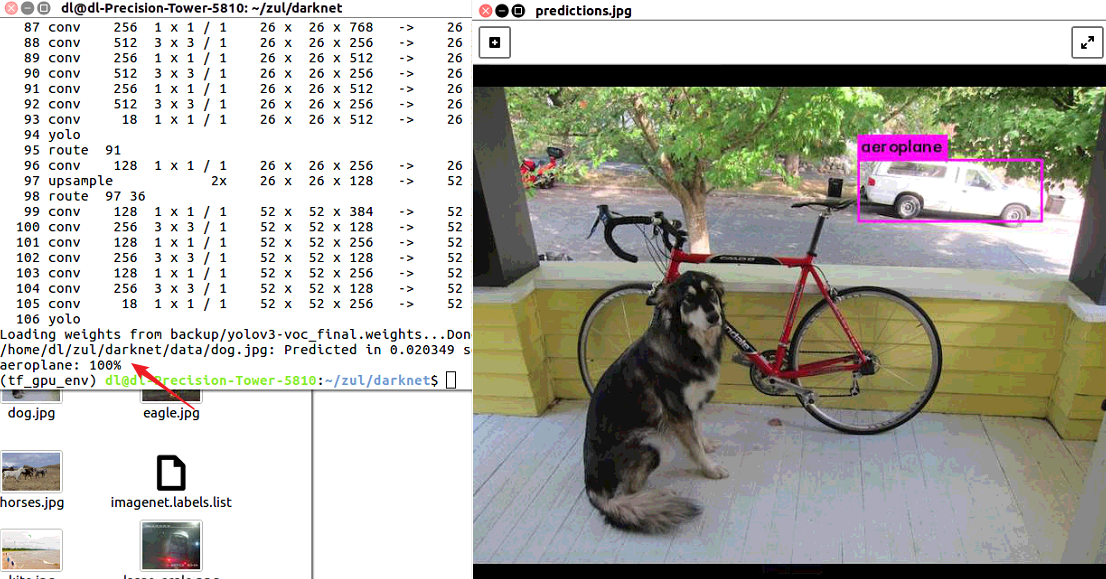 dl@dl-Precision-Tower-5810: ~/zul/darknet
87 conv 256 1 x 1 / 1 26 x 26 x 768 -> 26
88 conv 512 3 x 3 / 1 26 x 26 x 256 -> 26
89 conv 256 1 x 1 / 1 26 x 26 x 512 -> 26
90 conv 512 3 x 3 / 1 26 x 26 x 256 -> 26
91 conv 256 1 x 1 / 1 26 x 26 x 512 -> 26
92 conv 512 3 x 3 / 1 26 x 26 x 256 -> 26
93 conv 18 1 x 1 / 1 26 x 26 x 512 -> 26
94 yolo
95 route 91
96 conv 128 1 x 1 / 1 26 x 26 x 256 -> 26
97 upsample 2x 26 x 26 x 128 -> 52
98 route 97 36
99 conv 128 1 x 1 / 1 52 x 52 x 384 -> 52
100 conv 256 3 x 3 / 1 52 x 52 x 128 -> 52
101 conv 128 1 x 1 / 1 52 x 52 x 256 -> 52
102 conv 256 3 x 3 / 1 52 x 52 x 128 -> 52
103 conv 128 1 x 1 / 1 52 x 52 x 256 -> 52
104 conv 256 3 x 3 / 1 52 x 52 x 128 -> 52
105 conv 18 1 x 1 / 1 52 x 52 x 256 -> 52
106 yolo
Loading weights from backup/yolov3-voc_final.weights...Don
/home/dl/zul/darknet/data/dog.jpg: Predicted in 0.020349 s
aeroplane: 100%
(tf_gpu_env) dl@dl-Precision-Tower-5810:~/zul/darknet$
dog.jpg
eagle.jpg
horses.jpg
imagenet.labels.list
predictions.jpg
aeroplane